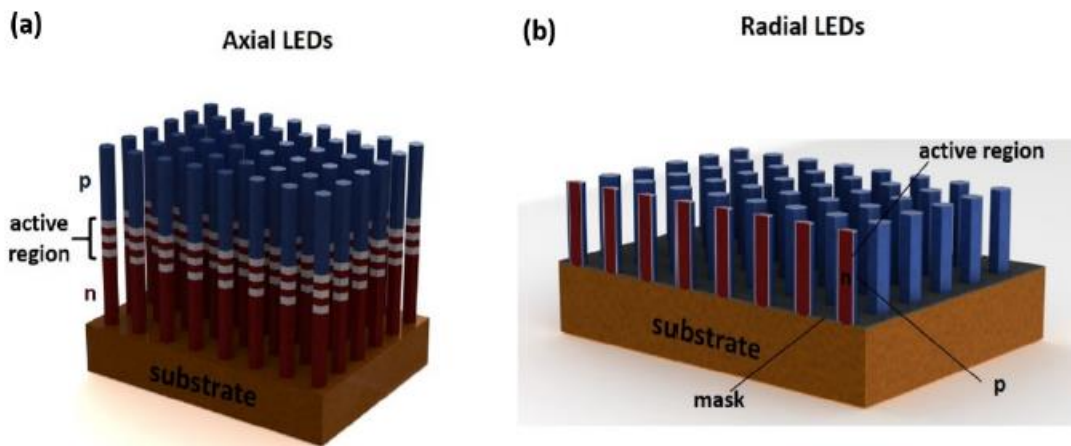 (a)
Axial LEDs
p
active
region
n
substrate
(b)
Radial LEDs
active region
n
substrate
mask
p